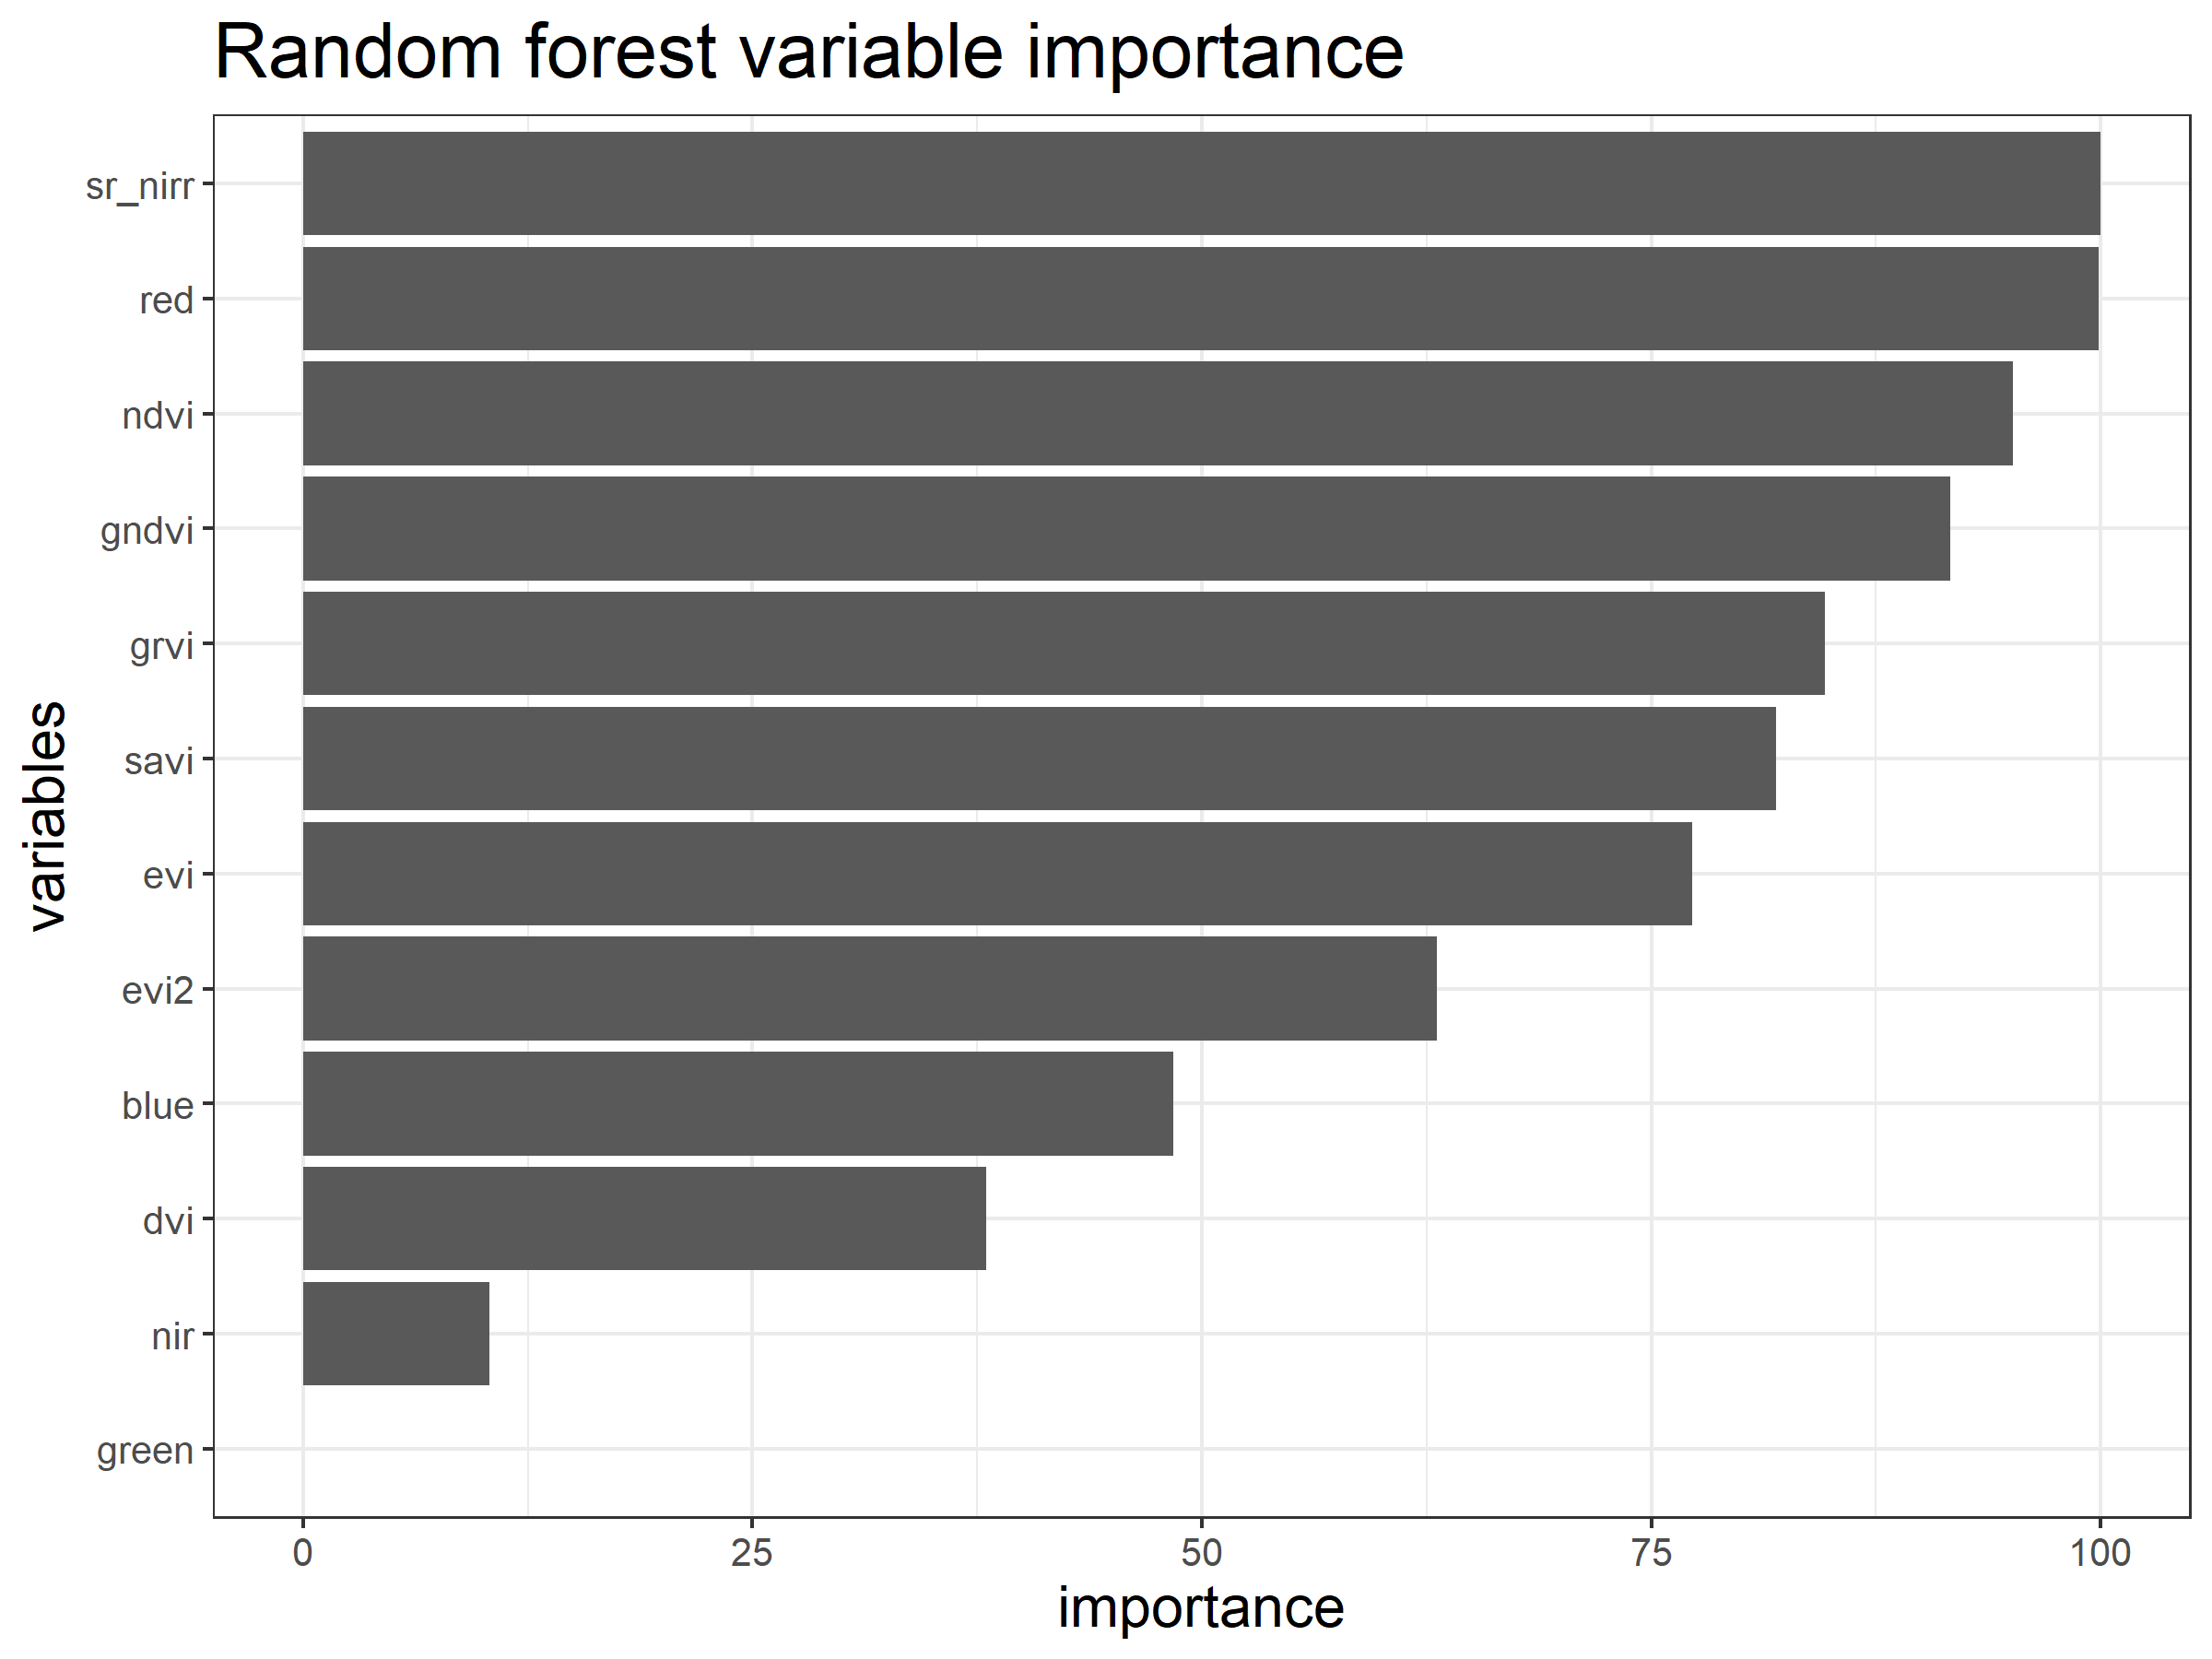 Random forest variable importance
variables
sr_nirr
red
ndvi
gndvi
grvi
savi
evi
evi2
blue
dvi
nir
green
0 25 50 75 100
importance